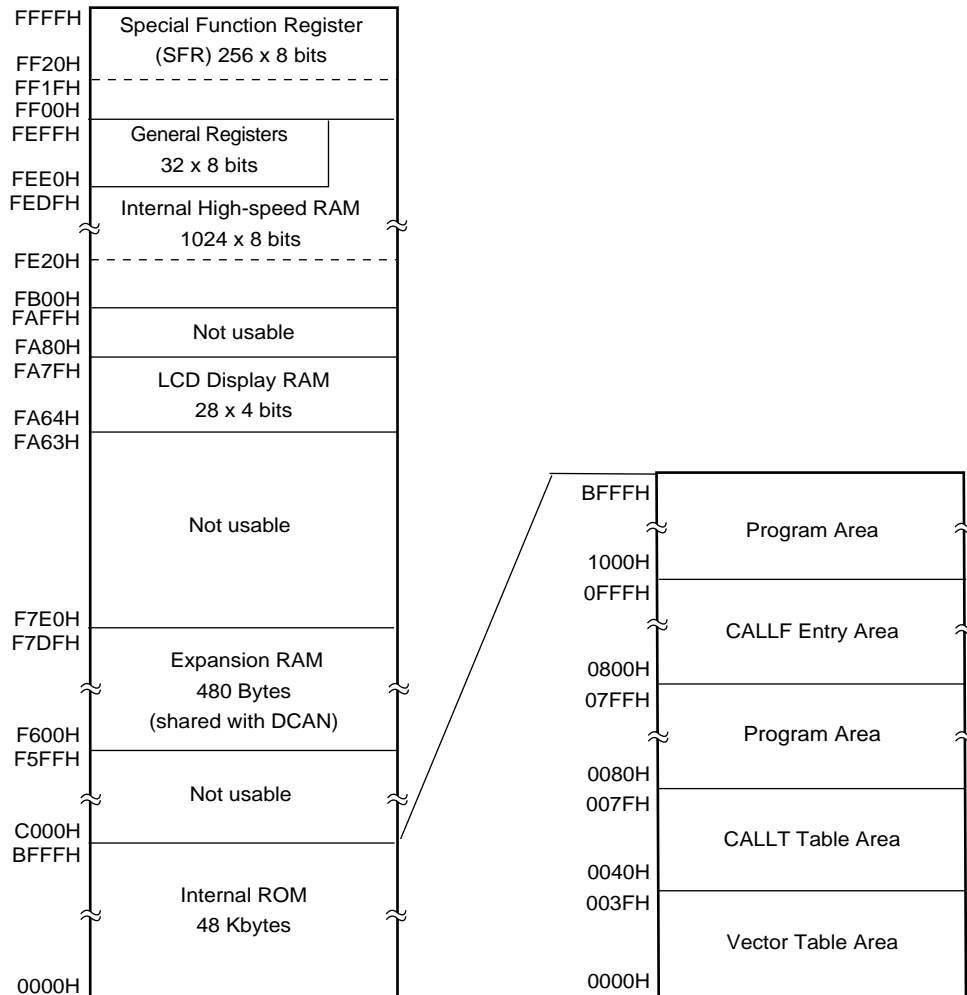 FFFFH
Special Function Register
(SFR) 256 x 8 bits
FF20H
FF1FH
FF00H
FEFFH
General Registers
32 x 8 bits
FEE0H
FEDFH
Internal High-speed RAM
1024 x 8 bits
FE20H
FB00H
FAFFH
Not usable
FA80H
FA7FH
LCD Display RAM
28 x 4 bits
FA64H
FA63H
Not usable
F7E0H
F7DFH
Expansion RAM
480 Bytes
(shared with DCAN)
F600H
F5FFH
Not usable
C000H
BFFFH
Internal ROM
48 Kbytes
0000H
BFFFH
Program Area
1000H
0FFFH
CALLF Entry Area
0800H
07FFH
Program Area
0080H
007FH
CALLT Table Area
0040H
003FH
Vector Table Area
0000H